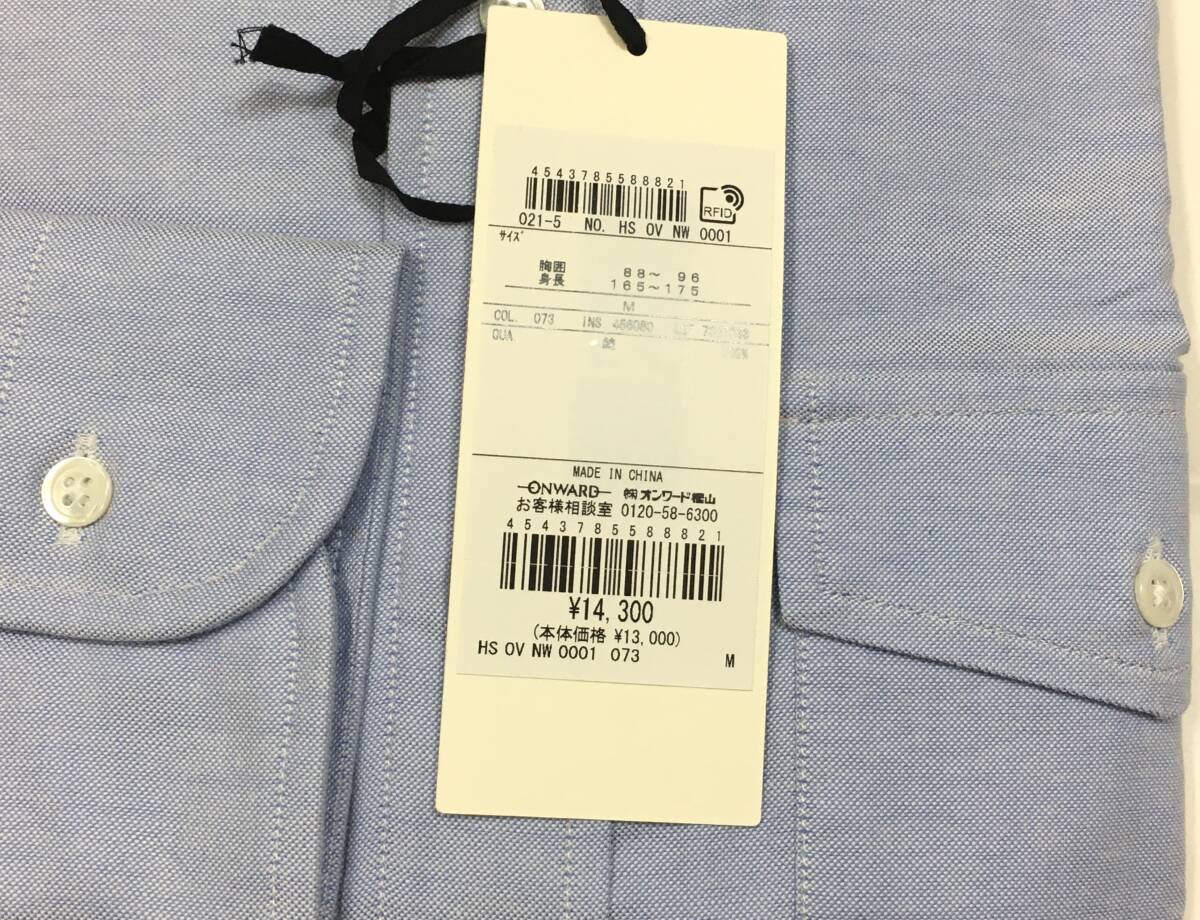 4543785588821
RFID
021-5 NO. HS OV NW 0001
サイズ
胸囲 88～ 96
身長 165～175
M
COL. 073 INS 456080
QUA. 綿
MADE IN CHINA
ONWARD ㈱オンワード樫山
お客様相談室 0120-58-6300
4543785588821
¥14,300
(本体価格 ¥13,000)
HS OV NW 0001 073 M